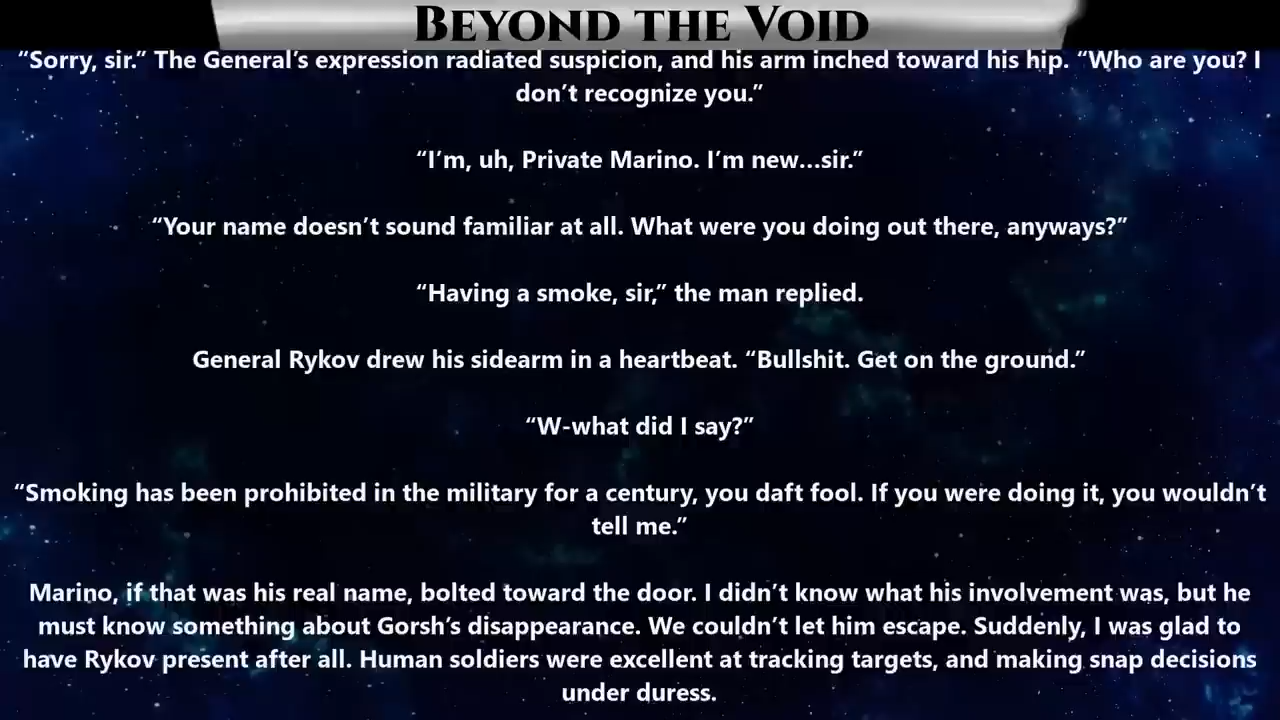 BEYOND THE VOID
“Sorry, sir.” The General’s expression radiated suspicion, and his arm inched toward his hip. “Who are you? I
don’t recognize you.”
“I’m, uh, Private Marino. I’m new…sir.”
“Your name doesn’t sound familiar at all. What were you doing out there, anyways?”
“Having a smoke, sir,” the man replied.
General Rykov drew his sidearm in a heartbeat. “Bullshit. Get on the ground.”
“W-what did I say?”
“Smoking has been prohibited in the military for a century, you daft fool. If you were doing it, you wouldn’t
tell me.”
Marino, if that was his real name, bolted toward the door. I didn’t know what his involvement was, but he
must know something about Gorsh’s disappearance. We couldn’t let him escape. Suddenly, I was glad to
have Rykov present after all. Human soldiers were excellent at tracking targets, and making snap decisions
under duress.